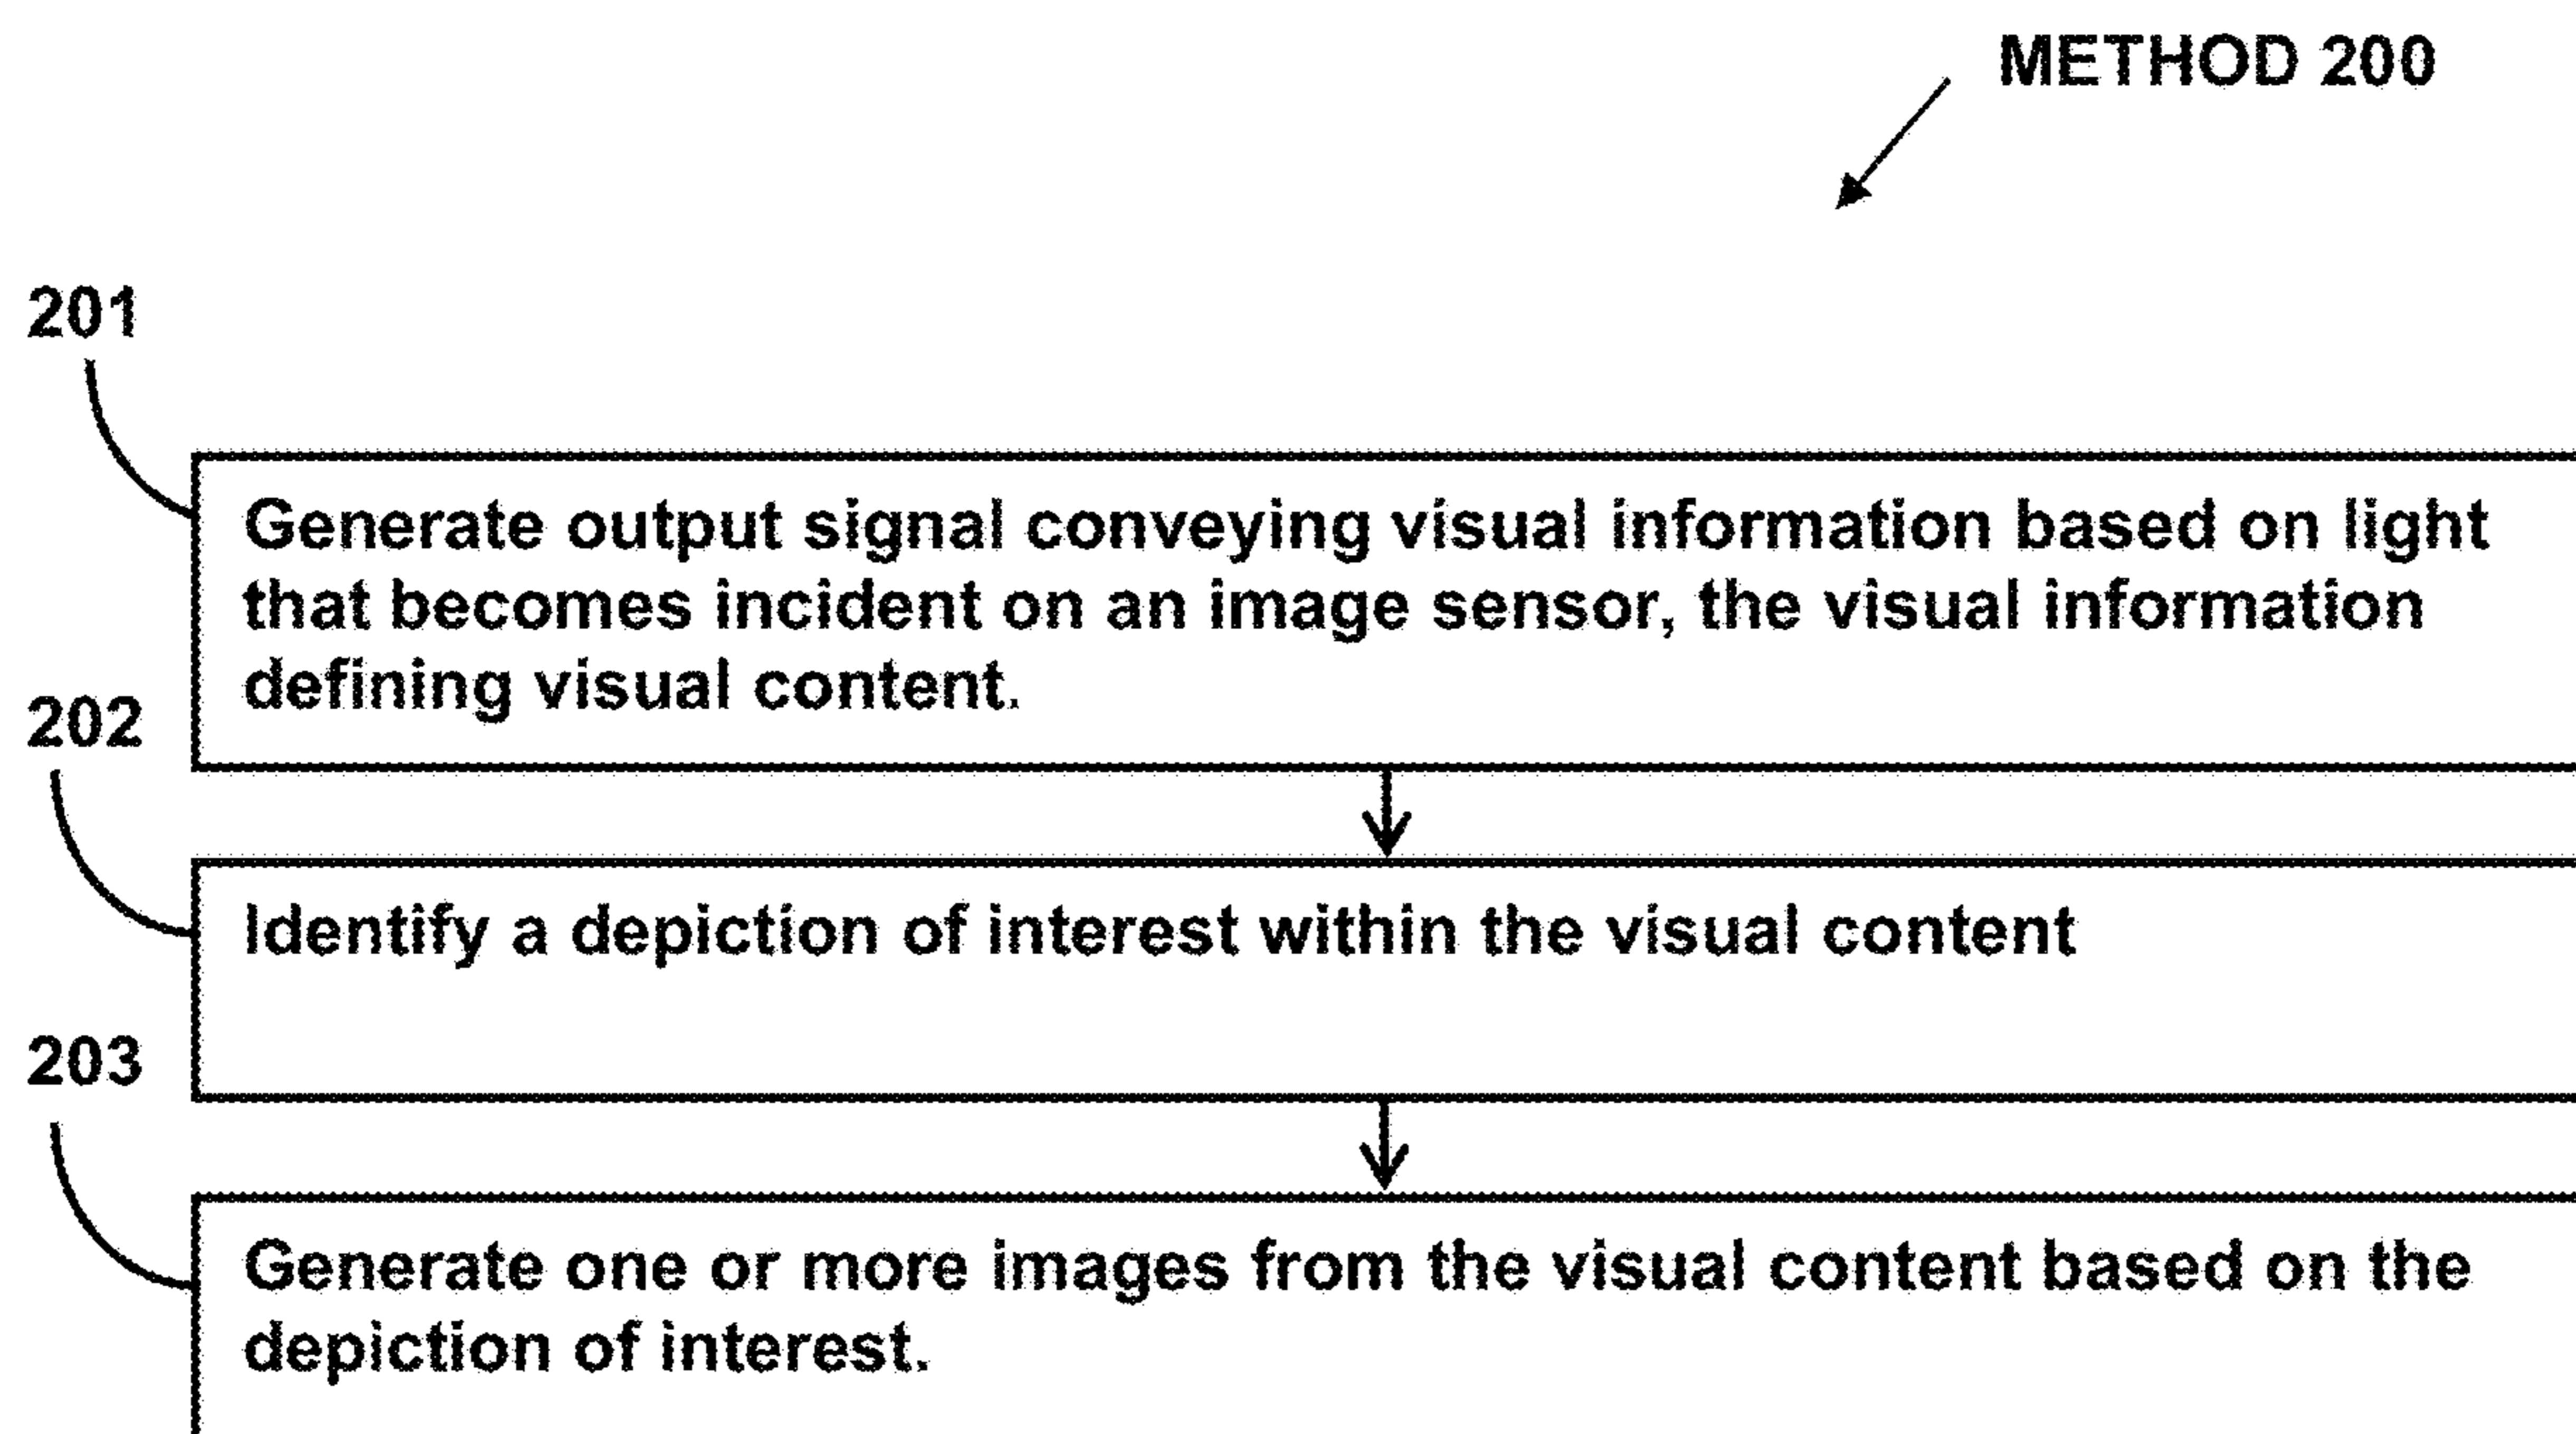 METHOD 200
201
Generate output signal conveying visual information based on light
that becomes incident on an image sensor, the visual information
defining visual content.
202
Identify a depiction of interest within the visual content
203
Generate one or more images from the visual content based on the
depiction of interest.